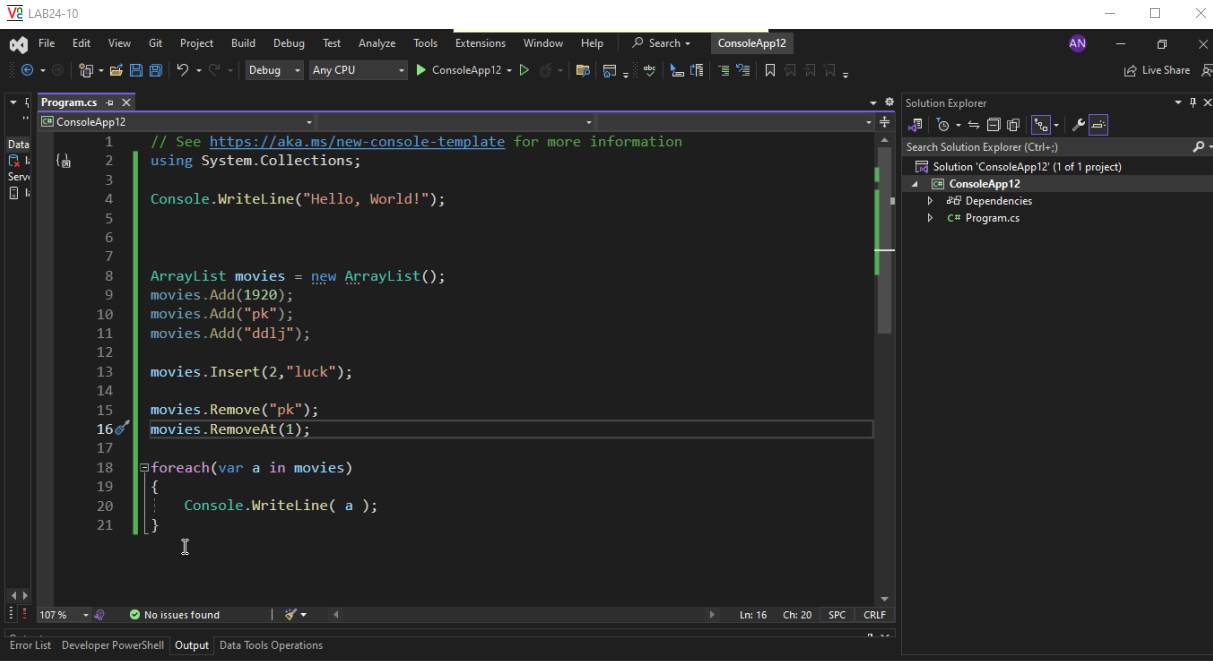 LAB24-10
File Edit View Git Project Build Debug Test Analyze Tools Extensions Window Help Search ConsoleApp12 AN
Debug Any CPU ConsoleApp12 Live Share
Program.cs
ConsoleApp12
Data
Serv
1 // See https://aka.ms/new-console-template for more information
2 using System.Collections;
3
4 Console.WriteLine("Hello, World!");
5
6
7
8 ArrayList movies = new ArrayList();
9 movies.Add(1920);
10 movies.Add("pk");
11 movies.Add("ddlj");
12
13 movies.Insert(2,"luck");
14
15 movies.Remove("pk");
16 movies.RemoveAt(1);
17
18 foreach(var a in movies)
19 {
20 Console.WriteLine( a );
21 }
107 % No issues found Ln: 16 Ch: 20 SPC CRLF
Error List Developer PowerShell Output Data Tools Operations
Solution Explorer
Search Solution Explorer (Ctrl+;)
Solution 'ConsoleApp12' (1 of 1 project)
ConsoleApp12
Dependencies
C# Program.cs